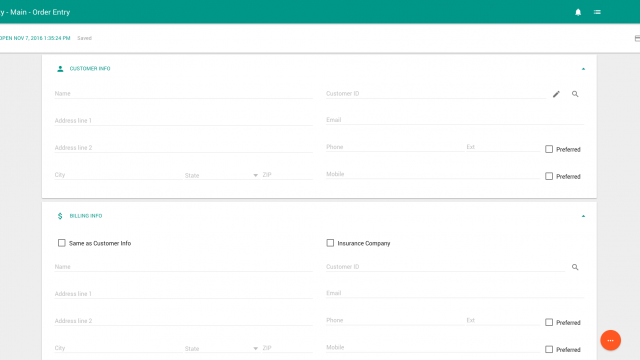 y - Main - Order Entry
OPEN NOV 7, 2016 1:35:24 PM Saved
CUSTOMER INFO
Name Customer ID
Address line 1 Email
Address line 2 Phone Ext Preferred
City State ZIP Mobile Preferred
$ BILLING INFO
Same as Customer Info Insurance Company
Name Customer ID
Address line 1 Email
Address line 2 Phone Ext Preferred
City State ZIP Mobile Preferred